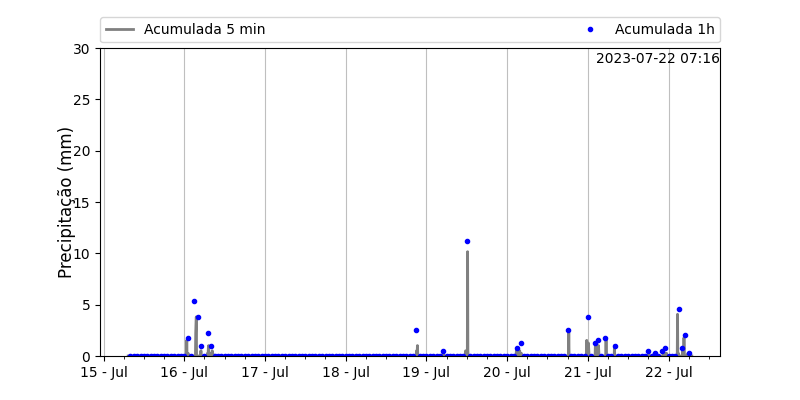 Acumulada 5 min
Acumulada 1h
2023-07-22 07:16
Precipitação (mm)
30
25
20
15
10
5
0
15 - Jul
16 - Jul
17 - Jul
18 - Jul
19 - Jul
20 - Jul
21 - Jul
22 - Jul